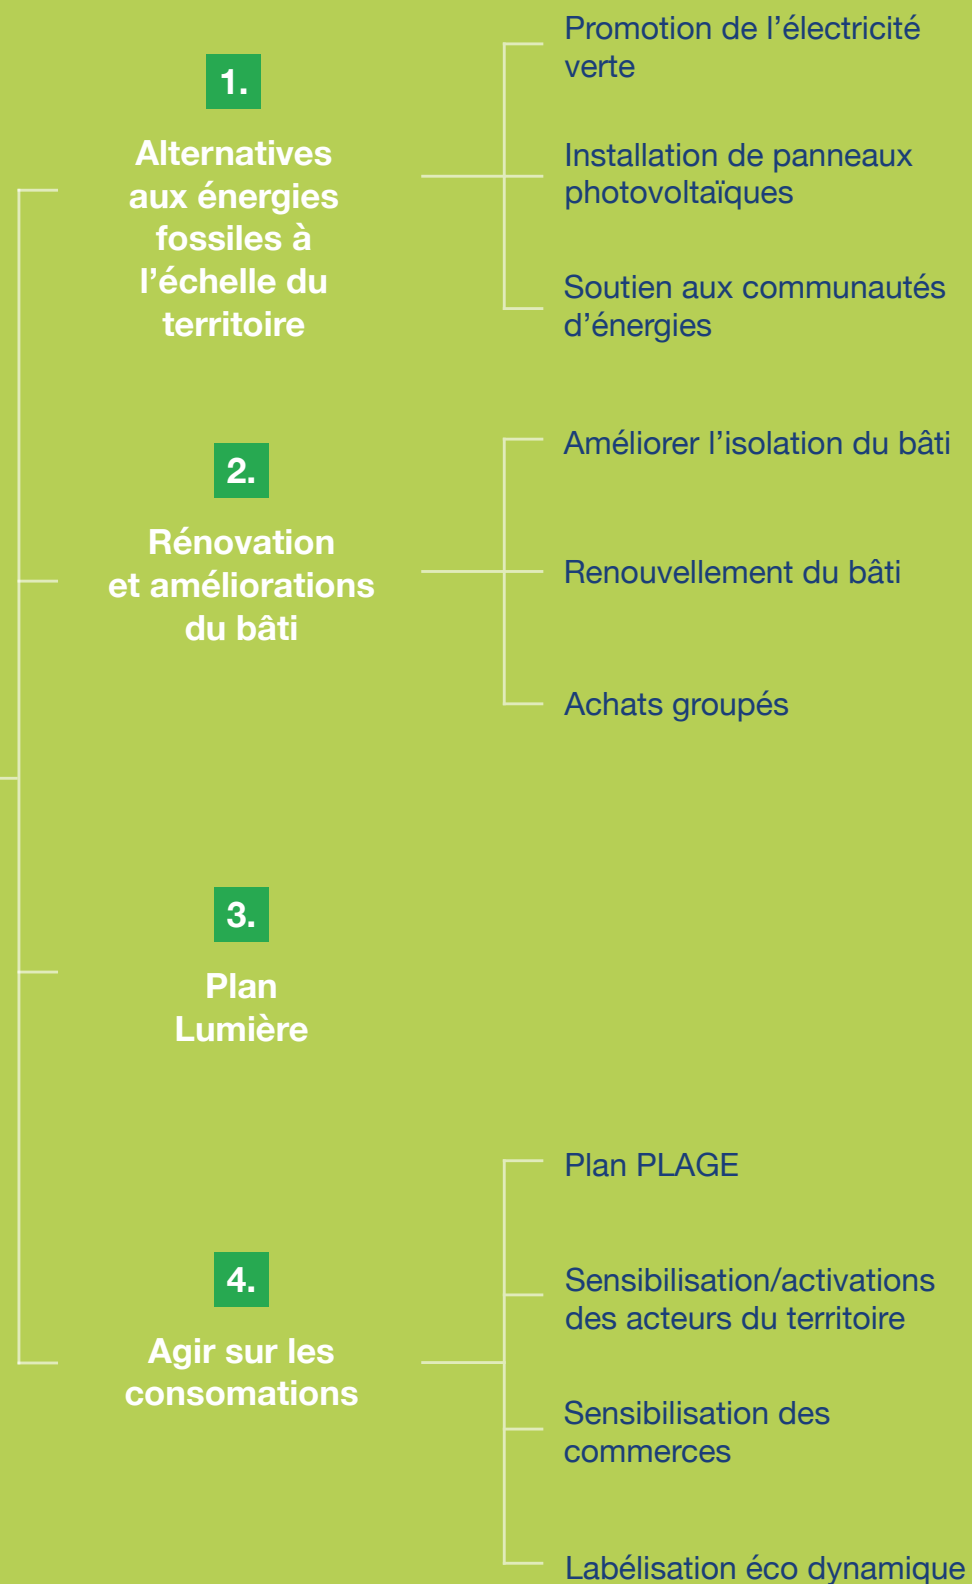 1.
Alternatives
aux énergies
fossiles à
l’échelle du
territoire
Promotion de l’électricité
verte
Installation de panneaux
photovoltaïques
Soutien aux communautés
d’énergies
2.
Rénovation
et améliorations
du bâti
Améliorer l’isolation du bâti
Renouvellement du bâti
Achats groupés
3.
Plan
Lumière
4.
Agir sur les
consomations
Plan PLAGE
Sensibilisation/activations
des acteurs du territoire
Sensibilisation des
commerces
Labélisation éco dynamique